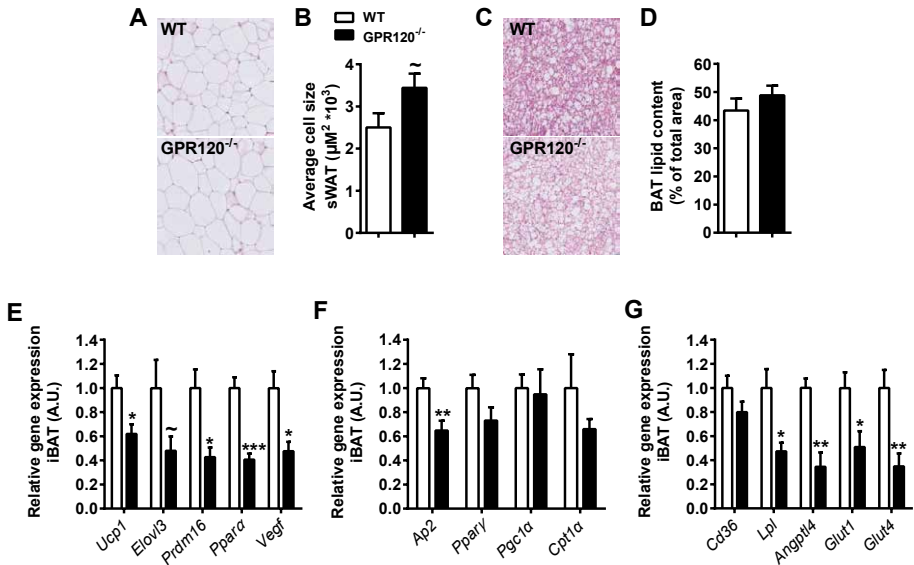 A
WT
GPR120-/-
B
WT
GPR120-/-
Average cell size
sWAT (µM² *10³)
4
3
2
1
0
~
C
WT
GPR120-/-
D
BAT lipid content
(% of total area)
60
50
40
30
20
10
0
E
Relative gene expression
iBAT (A.U.)
1.4
1.2
1.0
0.8
0.6
0.4
0.2
0.0
* ~ * *** *
Ucp1 Elovl3 Prdm16 Pparα Vegf
F
Relative gene expression
iBAT (A.U.)
1.4
1.2
1.0
0.8
0.6
0.4
0.2
0.0
**
Ap2 Pparγ Pgc1α Cpt1α
G
Relative gene expression
iBAT (A.U.)
1.4
1.2
1.0
0.8
0.6
0.4
0.2
0.0
* ** * **
Cd36 Lpl Angptl4 Glut1 Glut4